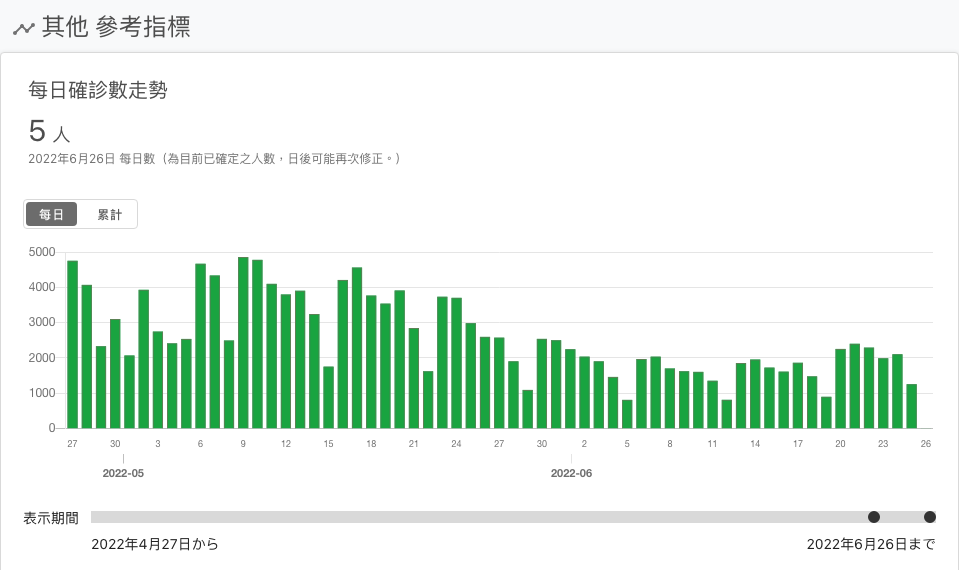 其他 參考指標
每日確診數走勢
5 人
2022年6月26日 每日數（為目前已確定之人數，日後可能再次修正。）
每日 累計
5000
4000
3000
2000
1000
0
27 30 3 6 9 12 15 18 21 24 27 30 2 5 8 11 14 17 20 23 26
2022-05 2022-06
表示期間
2022年4月27日から 2022年6月26日まで